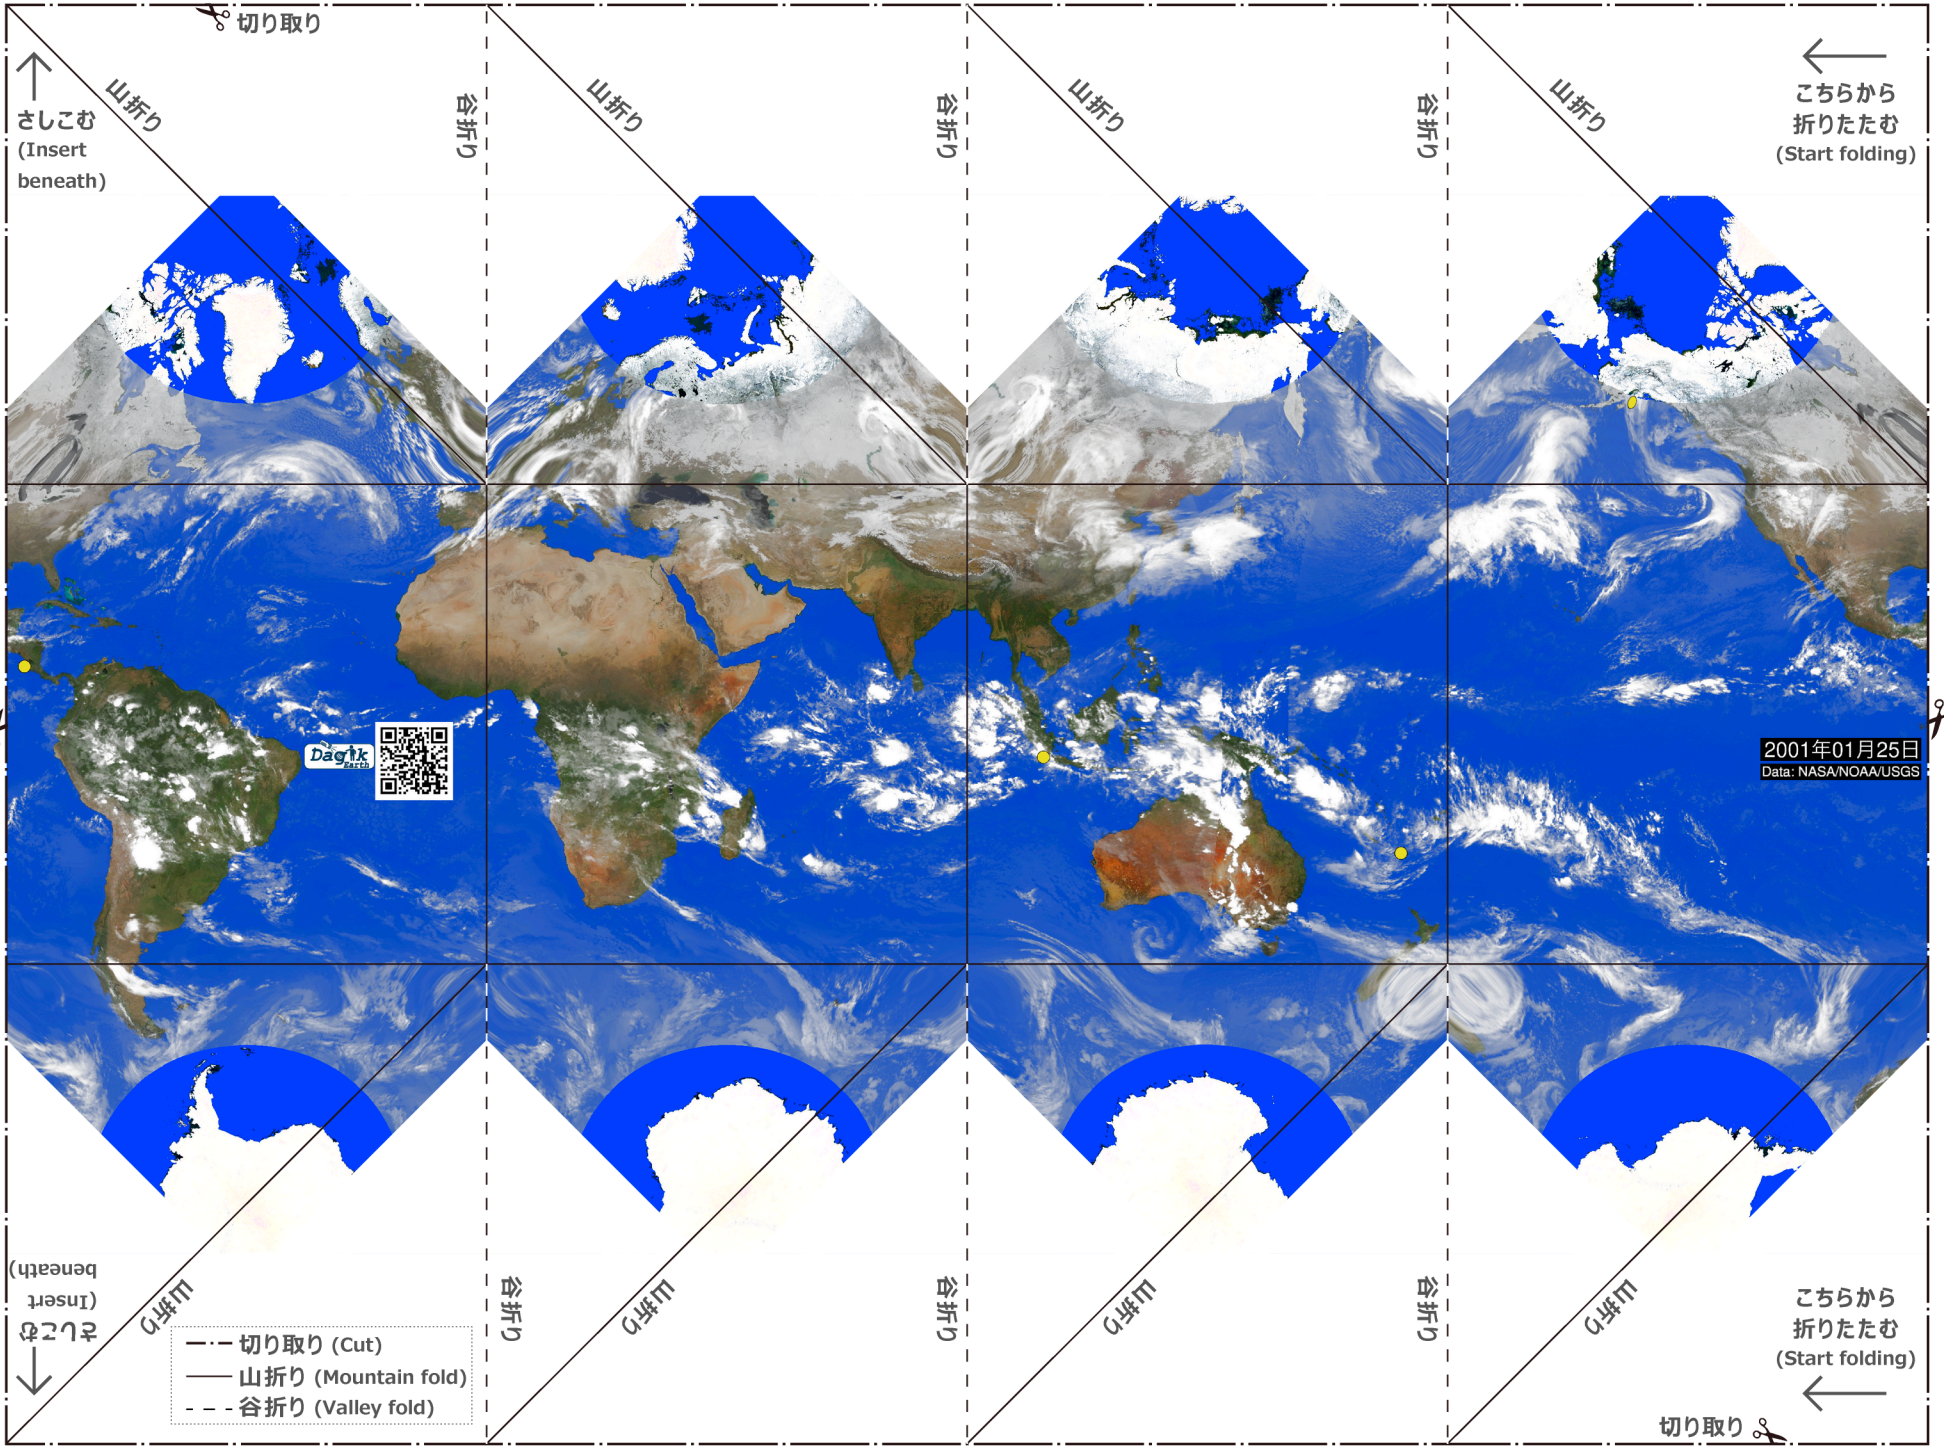 切り取り
山折り
谷折り
山折り
谷折り
山折り
谷折り
山折り
さしこむ
(Insert
beneath)
こちらから
折りたたむ
(Start folding)
Dagik
Earth
2001年01月25日
Data: NASA/NOAA/USGS
さしこむ
(Insert
beneath)
山折り
谷折り
山折り
谷折り
山折り
谷折り
山折り
こちらから
折りたたむ
(Start folding)
切り取り (Cut)
山折り (Mountain fold)
谷折り (Valley fold)
切り取り